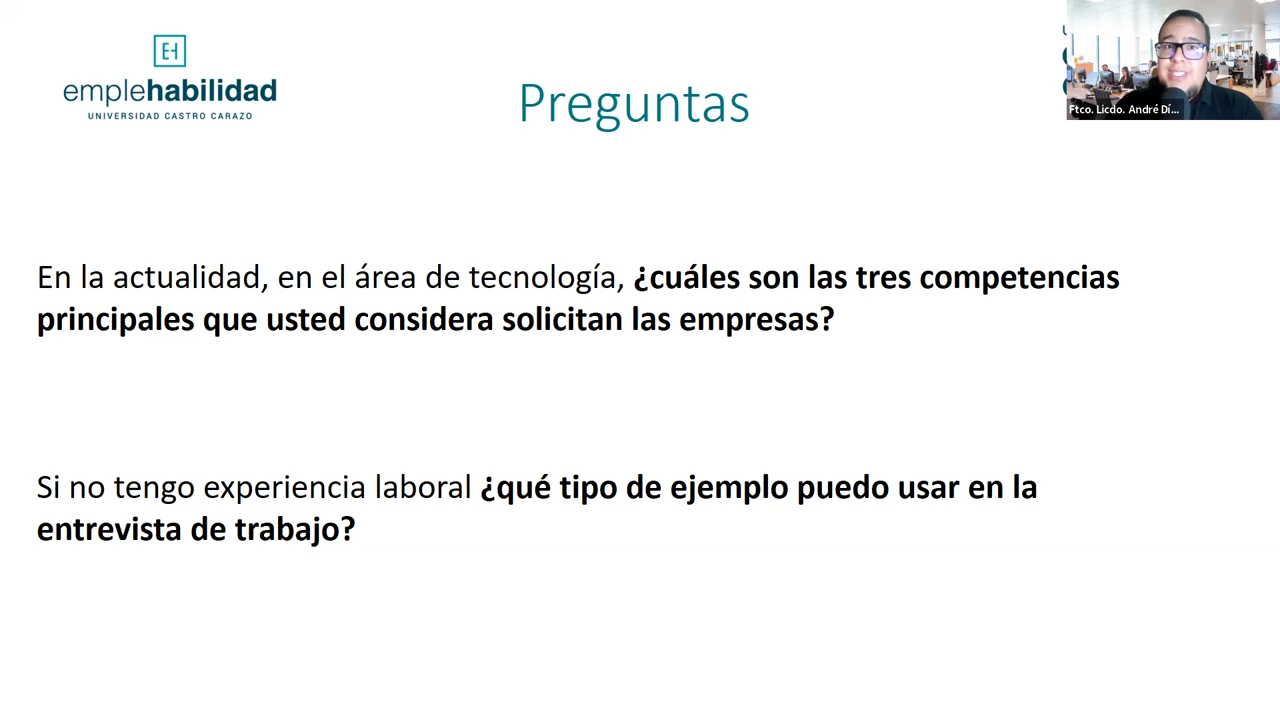 EH
emplehabilidad
UNIVERSIDAD CASTRO CARAZO
Preguntas
Ftco. Licdo. André Dí...
En la actualidad, en el área de tecnología, ¿cuáles son las tres competencias
principales que usted considera solicitan las empresas?
Si no tengo experiencia laboral ¿qué tipo de ejemplo puedo usar en la
entrevista de trabajo?